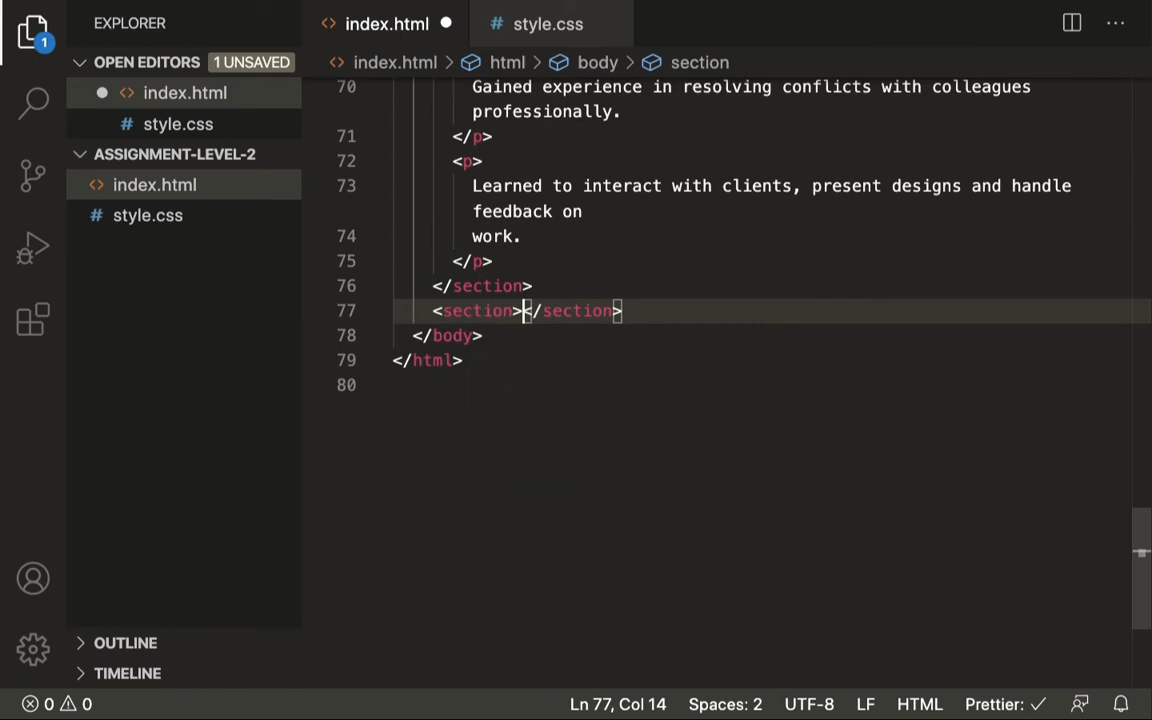 EXPLORER
index.html
style.css
OPEN EDITORS
1 UNSAVED
index.html > html > body > section
index.html
style.css
ASSIGNMENT-LEVEL-2
index.html
style.css
70 Gained experience in resolving conflicts with colleagues
professionally.
71 </p>
72 <p>
73 Learned to interact with clients, present designs and handle
feedback on
74 work.
75 </p>
76 </section>
77 <section></section>
78 </body>
79 </html>
80
1
OUTLINE
TIMELINE
0 0
Ln 77, Col 14
Spaces: 2
UTF-8
LF
HTML
Prettier: ✓